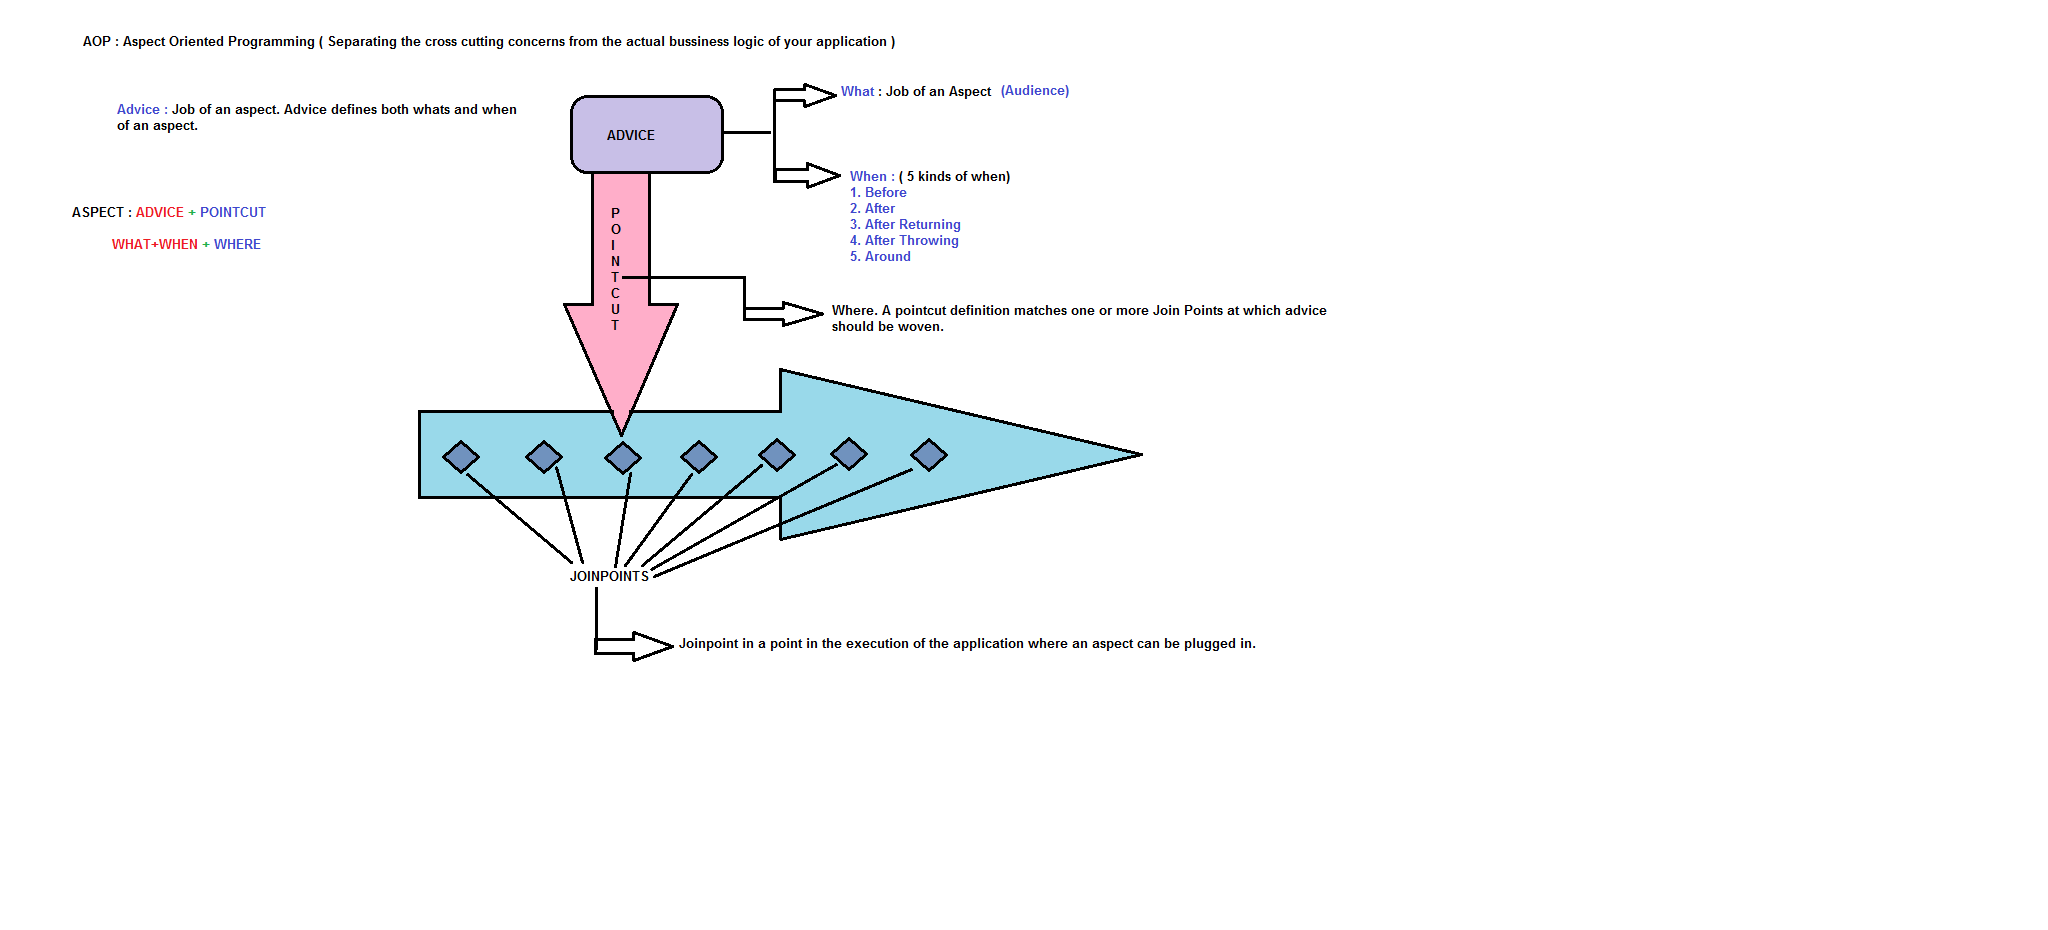 AOP : Aspect Oriented Programming ( Separating the cross cutting concerns from the actual bussiness logic of your application )
Advice : Job of an aspect. Advice defines both whats and when
of an aspect.
ADVICE
What : Job of an Aspect (Audience)
When : ( 5 kinds of when)
1. Before
2. After
3. After Returning
4. After Throwing
5. Around
ASPECT : ADVICE + POINTCUT
WHAT+WHEN + WHERE
POINTCUT
Where. A pointcut definition matches one or more Join Points at which advice
should be woven.
JOINPOINTS
Joinpoint in a point in the execution of the application where an aspect can be plugged in.